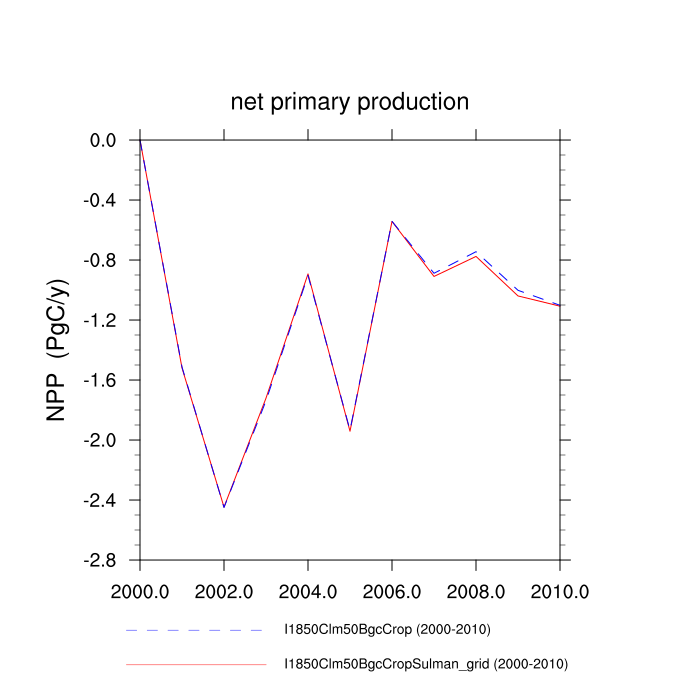 net primary production
NPP (PgC/y)
0.0
-0.4
-0.8
-1.2
-1.6
-2.0
-2.4
-2.8
2000.0 2002.0 2004.0 2006.0 2008.0 2010.0
I1850Clm50BgcCrop (2000-2010)
I1850Clm50BgcCropSulman_grid (2000-2010)